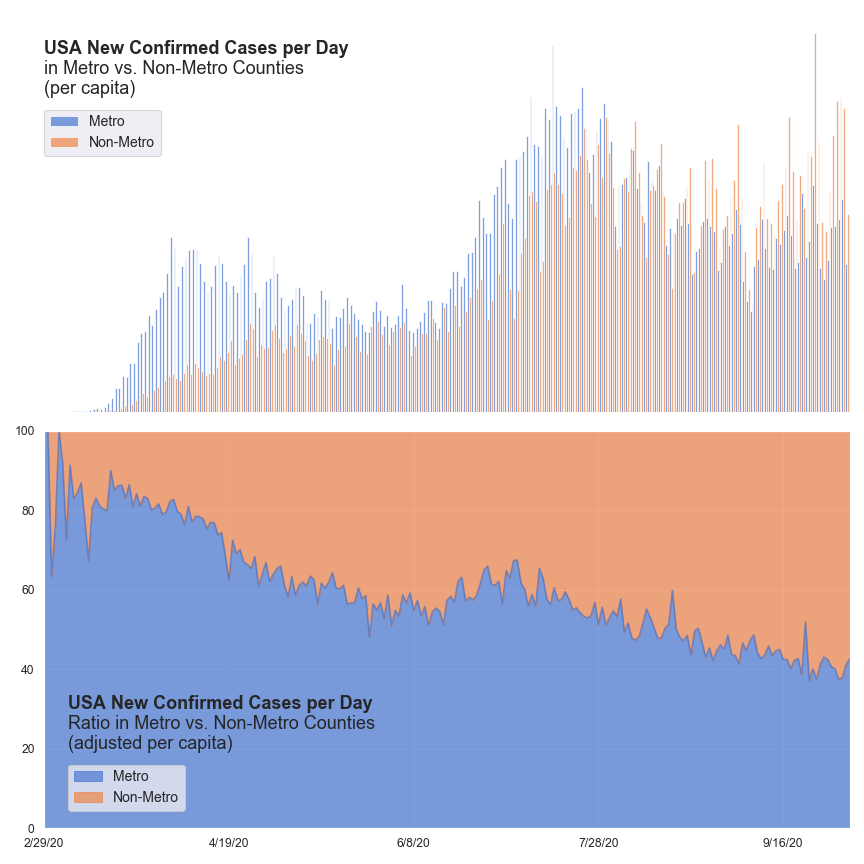 USA New Confirmed Cases per Day
in Metro vs. Non-Metro Counties
(per capita)
Metro
Non-Metro
100
80
60
40
20
0
USA New Confirmed Cases per Day
Ratio in Metro vs. Non-Metro Counties
(adjusted per capita)
Metro
Non-Metro
2/29/20
4/19/20
6/8/20
7/28/20
9/16/20